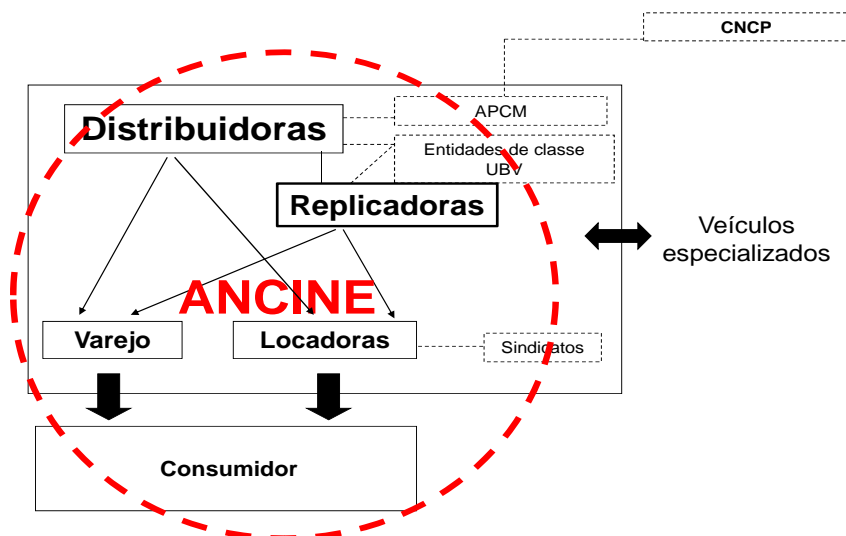 CNCP
APCM
Distribuidoras
Entidades de classe
UBV
Replicadoras
Veículos
especializados
ANCINE
Varejo
Locadoras
Sindicatos
Consumidor